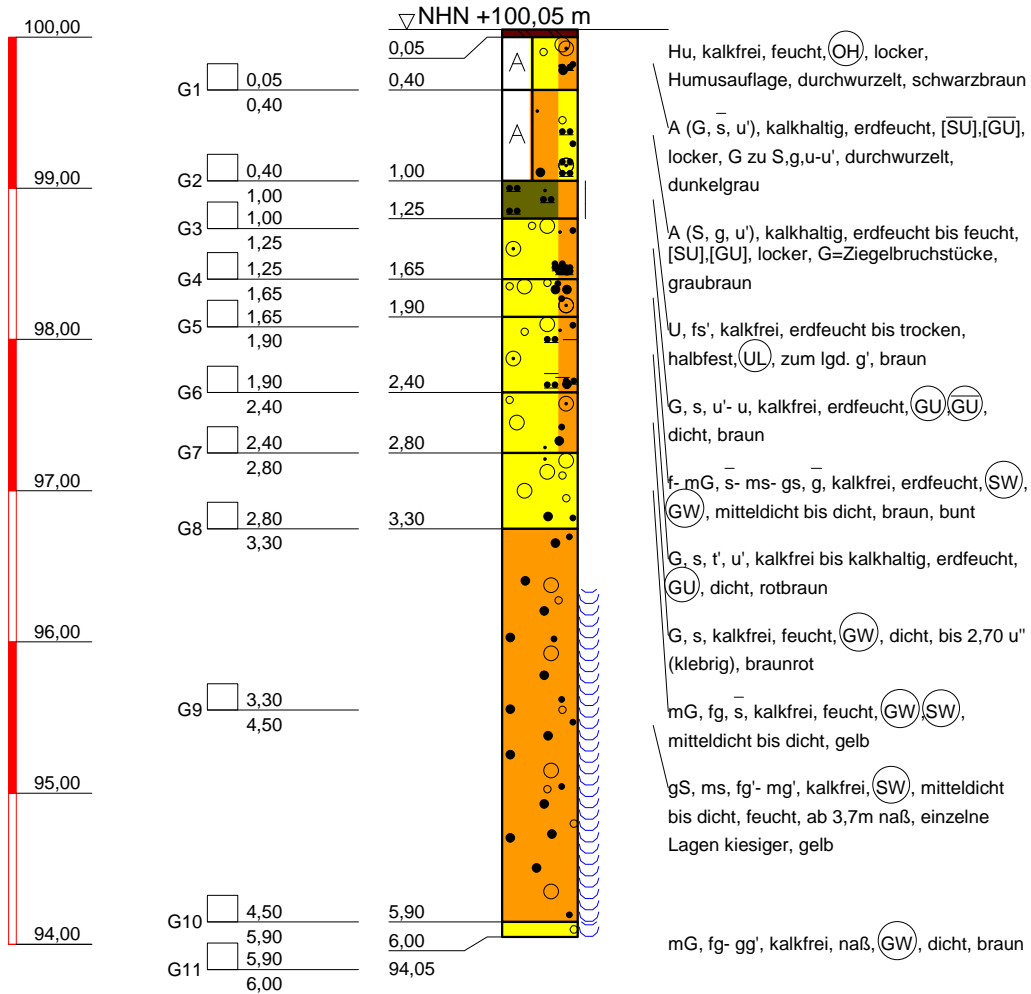 NHN +100,05 m
100,00
99,00
98,00
97,00
96,00
95,00
94,00
G1 0,05
0,40
G2 0,40
1,00
G3 1,00
1,25
G4 1,25
1,65
G5 1,65
1,90
G6 1,90
2,40
G7 2,40
2,80
G8 2,80
3,30
G9 3,30
4,50
G10 4,50
5,90
G11 5,90
6,00
0,05
0,40
1,00
1,25
1,65
1,90
2,40
2,80
3,30
5,90
6,00
94,05
A
A
Hu, kalkfrei, feucht, OH, locker,
Humusauflage, durchwurzelt, schwarzbraun
A (G, s̅, u'), kalkhaltig, erdfeucht, [S̅U̅],[G̅U̅],
locker, G zu S,g,u-u', durchwurzelt,
dunkelgrau
A (S, g, u'), kalkhaltig, erdfeucht bis feucht,
[SU],[GU], locker, G=Ziegelbruchstücke,
graubraun
U, fs', kalkfrei, erdfeucht bis trocken,
halbfest, UL, zum lgd. g', braun
G, s, u'- u, kalkfrei, erdfeucht, GU, G̅U̅,
dicht, braun
f- mG, s̅- ms- gs, g̅, kalkfrei, erdfeucht, SW,
GW, mitteldicht bis dicht, braun, bunt
G, s, t', u', kalkfrei bis kalkhaltig, erdfeucht,
GU, dicht, rotbraun
G, s, kalkfrei, feucht, GW, dicht, bis 2,70 u"
(klebrig), braunrot
mG, fg, s̅, kalkfrei, feucht, GW, SW,
mitteldicht bis dicht, gelb
gS, ms, fg'- mg', kalkfrei, SW, mitteldicht
bis dicht, feucht, ab 3,7m naß, einzelne
Lagen kiesiger, gelb
mG, fg- gg', kalkfrei, naß, GW, dicht, braun